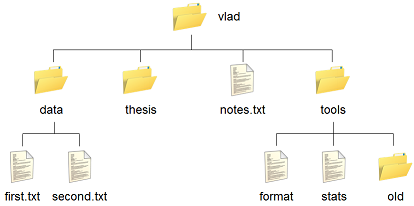 vlad
data
thesis
notes.txt
tools
first.txt
second.txt
format
stats
old